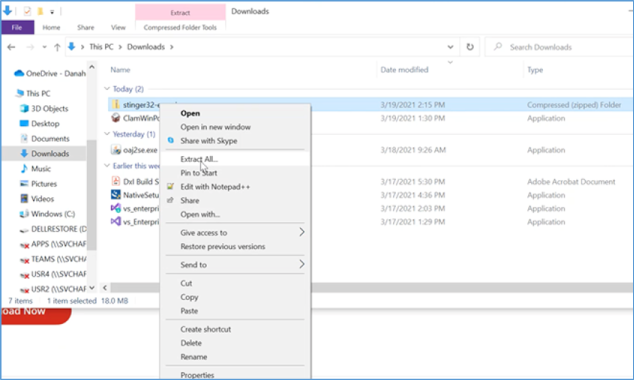 Extract
Downloads
File
Home
Share
View
Compressed Folder Tools
This PC
Downloads
Search Downloads
OneDrive - Danah
This PC
3D Objects
Desktop
Documents
Downloads
Music
Pictures
Videos
Windows (C:)
DELLRESTORE (D:
APPS (\\SVCHAF
TEAMS (\\SVCHA
USR4 (\\SVCHAF
USR2 (\\SVCHAF
Name
Date modified
Type
Today (2)
stinger32-e
3/19/2021 2:15 PM
Compressed (zipped) Folder
ClamWinPo
3/19/2021 1:30 PM
Application
Yesterday (1)
oaj2se.exe
3/18/2021 9:26 AM
Application
Earlier this wee
Dxl Build S
3/17/2021 5:30 PM
Adobe Acrobat Document
NativeSetu
3/17/2021 4:36 PM
Application
vs_enterpri
3/17/2021 2:03 PM
Application
vs_Enterpri
3/17/2021 1:29 PM
Application
Open
Open in new window
Share with Skype
Extract All...
Pin to Start
Edit with Notepad++
Share
Open with...
Give access to
Restore previous versions
Send to
Cut
Copy
Paste
Create shortcut
Delete
Rename
Properties
7 items
1 item selected
18.0 MB
oad Now